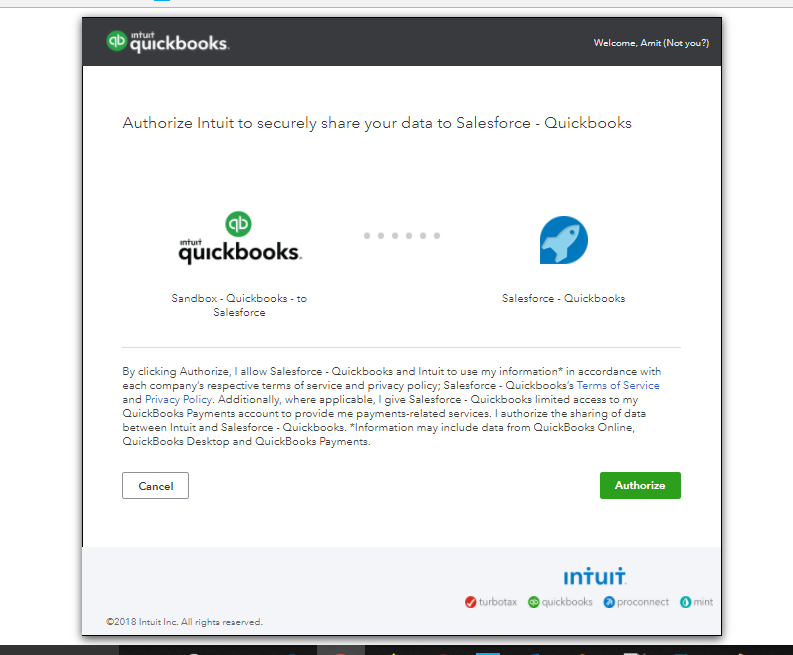 intuit
quickbooks.
Welcome, Amit (Not you?)
Authorize Intuit to securely share your data to Salesforce - Quickbooks
qb
intuit
quickbooks.
Sandbox - Quickbooks - to
Salesforce
Salesforce - Quickbooks
By clicking Authorize, I allow Salesforce - Quickbooks and Intuit to use my information* in accordance with
each company's respective terms of service and privacy policy; Salesforce - Quickbooks's Terms of Service
and Privacy Policy. Additionally, where applicable, I give Salesforce - Quickbooks limited access to my
QuickBooks Payments account to provide me payments-related services. I authorize the sharing of data
between Intuit and Salesforce - Quickbooks. *Information may include data from QuickBooks Online,
QuickBooks Desktop and QuickBooks Payments.
Cancel
Authorize
intuit
turbotax quickbooks proconnect mint
©2018 Intuit Inc. All rights reserved.